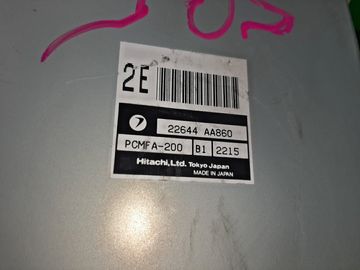 2E
22644 AA860
PCMFA-200 B1 2215
Hitachi,Ltd. Tokyo Japan
MADE IN JAPAN